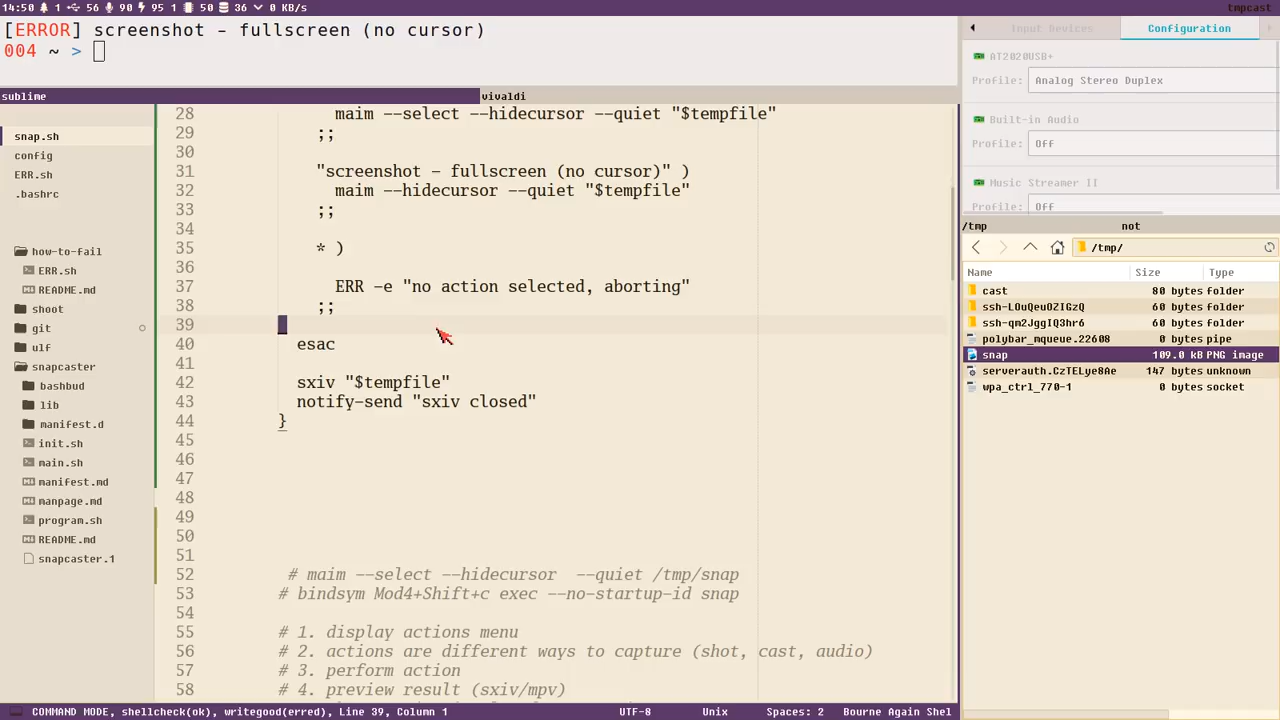 14:50 1 56 90 95 1 50 36 0 KB/s tmpcast
[ERROR] screenshot - fullscreen (no cursor)
004 ~ >
sublime
vivaldi
snap.sh
config
ERR.sh
.bashrc
how-to-fail
ERR.sh
README.md
shoot
git
ulf
snapcaster
bashbud
lib
manifest.d
init.sh
main.sh
manifest.md
manpage.md
program.sh
README.md
snapcaster.1
28 maim --select --hidecursor --quiet "$tempfile"
29 ;;
30
31 "screenshot - fullscreen (no cursor)" )
32 maim --hidecursor --quiet "$tempfile"
33 ;;
34
35 * )
36
37 ERR -e "no action selected, aborting"
38 ;;
39
40 esac
41
42 sxiv "$tempfile"
43 notify-send "sxiv closed"
44 }
45
46
47
48
49
50
51
52 # maim --select --hidecursor  --quiet /tmp/snap
53 # bindsym Mod4+Shift+c exec --no-startup-id snap
54
55 # 1. display actions menu
56 # 2. actions are different ways to capture (shot, cast, audio)
57 # 3. perform action
58 # 4. preview result (sxiv/mpv)
COMMAND MODE, shellcheck(ok), writegood(erred), Line 39, Column 1 UTF-8 Unix Spaces: 2 Bourne Again Shel
Input Devices Configuration
AT2020USB+
Profile: Analog Stereo Duplex
Built-in Audio
Profile: Off
Music Streamer II
Profile: Off
/tmp not
/tmp/
Name Size Type
cast 80 bytes folder
ssh-LOuQeuOZIGzQ 60 bytes folder
ssh-qm2JggIQ3hr6 60 bytes folder
polybar_mqueue.22608 0 bytes pipe
snap 109.0 kB PNG image
serverauth.CzTELye8Ae 147 bytes unknown
wpa_ctrl_770-1 0 bytes socket